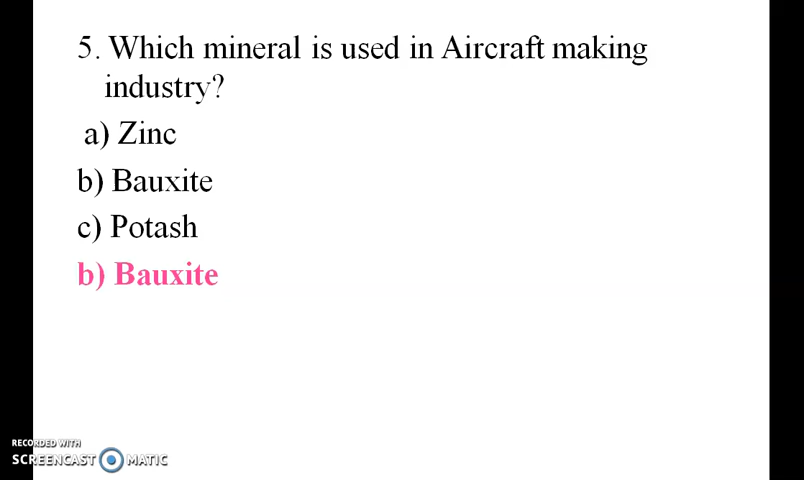 5. Which mineral is used in Aircraft making
industry?
a) Zinc
b) Bauxite
c) Potash
b) Bauxite
RECORDED WITH
SCREENCAST MATIC